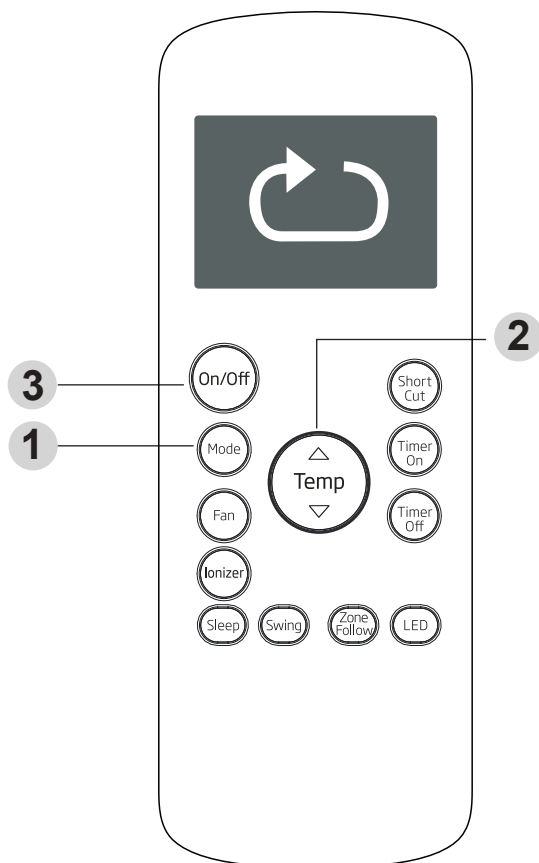 2
3
On/Off
Short
Cut
1
Mode
Temp
Timer
On
Fan
Timer
Off
Ionizer
Sleep
Swing
Zone
Follow
LED